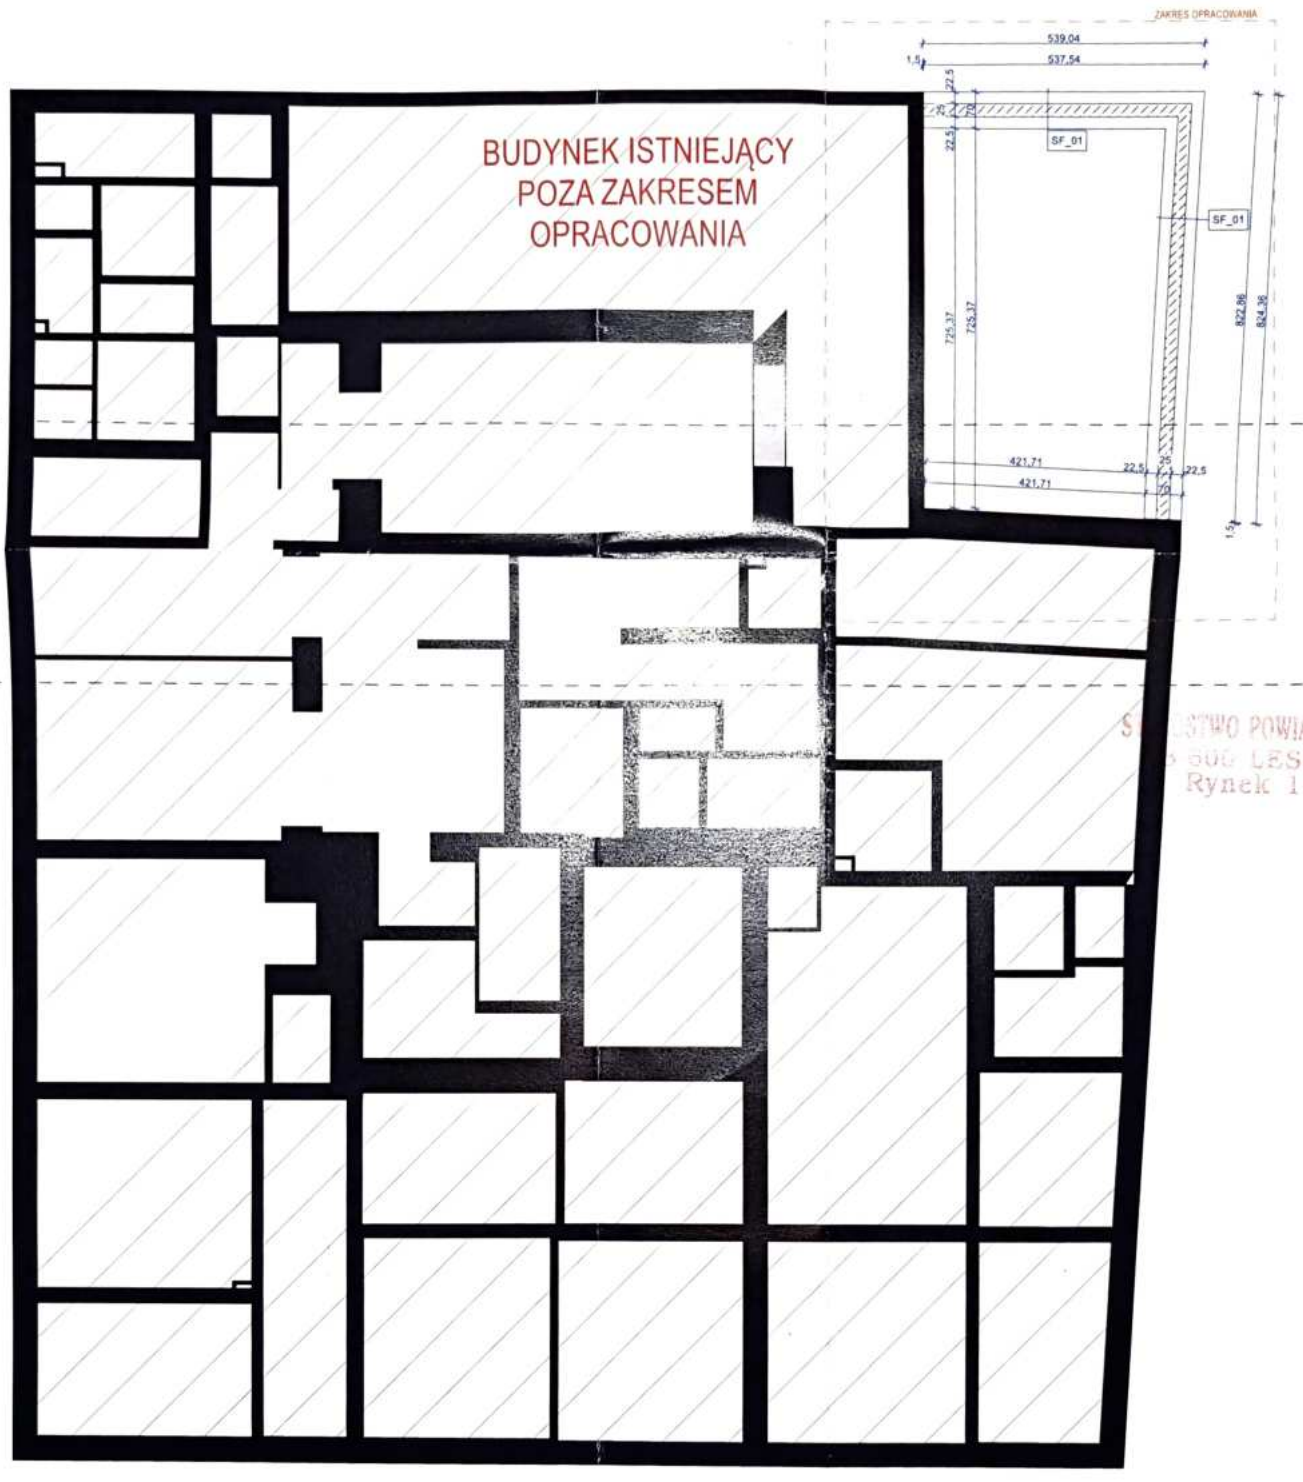 ZAKRES OPRACOWANIA
539,04
1,5
537,54
22,5
25
70
22,5
SF_01
BUDYNEK ISTNIEJĄCY
POZA ZAKRESEM
OPRACOWANIA
SF_01
725,37
725,37
822,86
824,36
421,71
22,5
25
22,5
421,71
70
1,5
POWIA
LES
Rynek 1